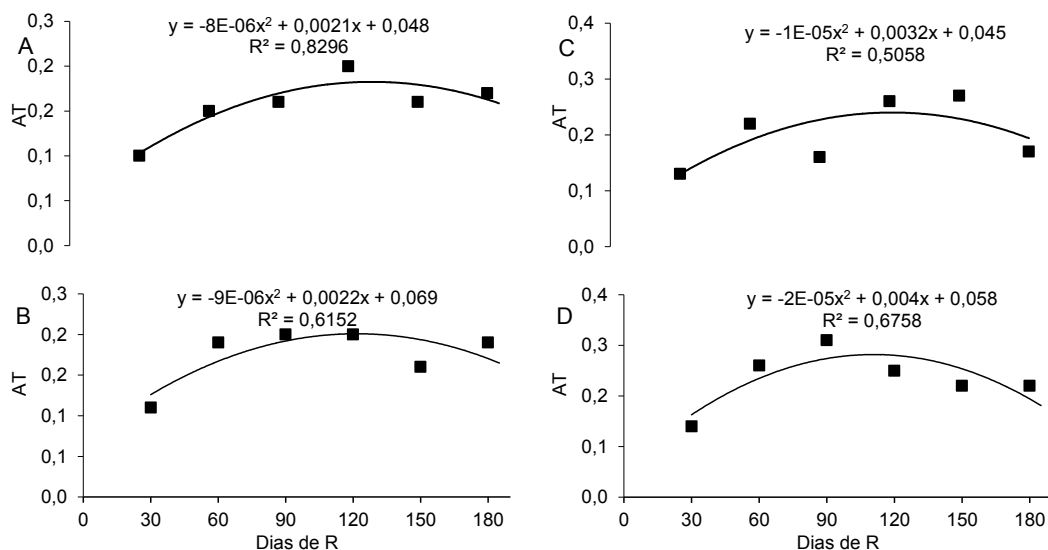 A
y = -8E-06x² + 0,0021x + 0,048
R² = 0,8296
AT
0,3
0,2
0,2
0,1
0,1
0,0
C
y = -1E-05x² + 0,0032x + 0,045
R² = 0,5058
AT
0,4
0,3
0,2
0,1
0,0
B
y = -9E-06x² + 0,0022x + 0,069
R² = 0,6152
AT
0,3
0,2
0,2
0,1
0,1
0,0
0 30 60 90 120 150 180
Dias de R
D
y = -2E-05x² + 0,004x + 0,058
R² = 0,6758
AT
0,4
0,3
0,2
0,1
0,0
0 30 60 90 120 150 180
Dias de R